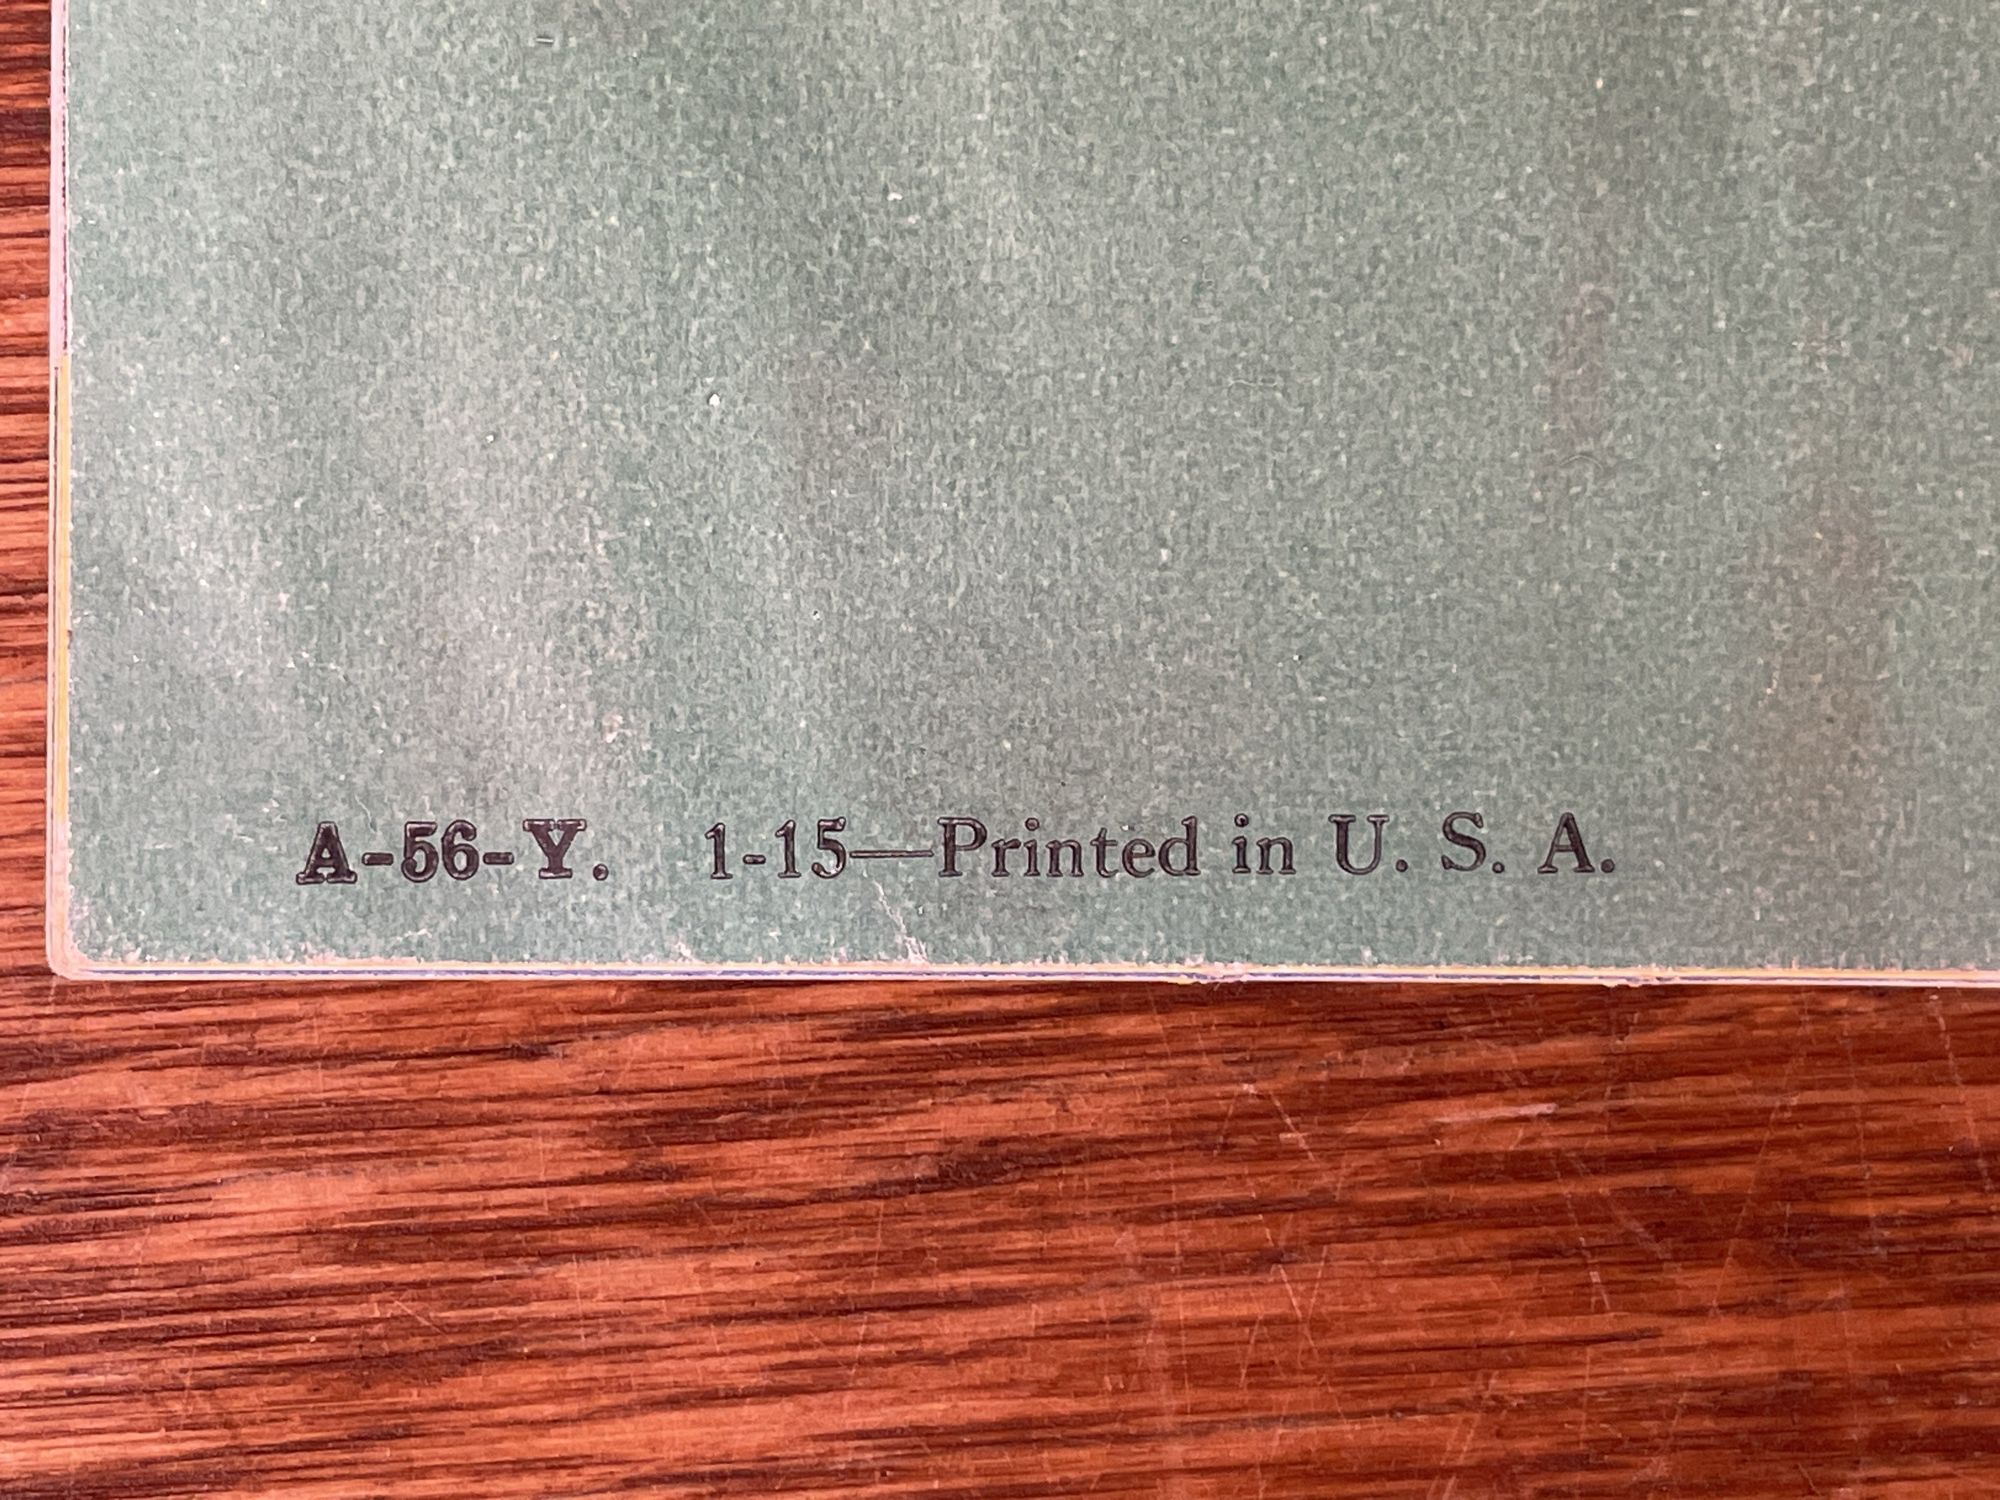 A-56-Y. 1-15—Printed in U. S. A.